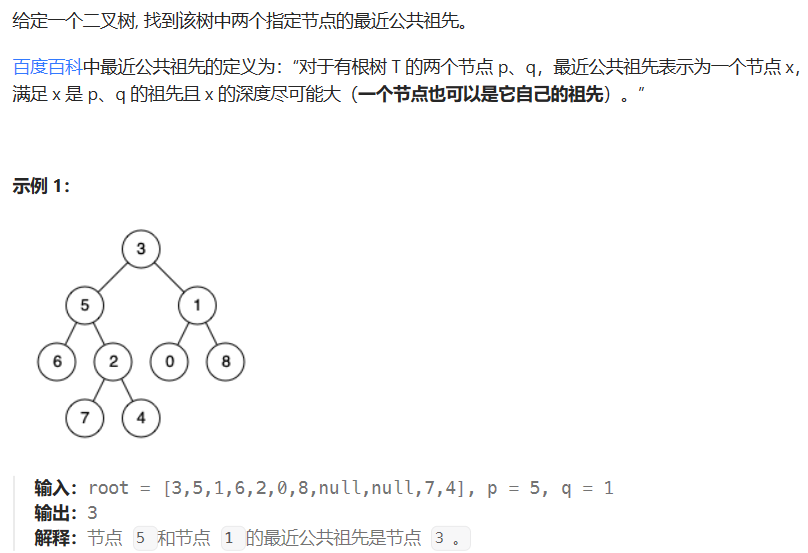 给定一个二叉树, 找到该树中两个指定节点的最近公共祖先。
百度百科中最近公共祖先的定义为：“对于有根树 T 的两个节点 p、q，最近公共祖先表示为一个节点 x，
满足 x 是 p、q 的祖先且 x 的深度尽可能大（一个节点也可以是它自己的祖先）。”
示例 1：
3
5 1
6 2 0 8
7 4
输入：root = [3,5,1,6,2,0,8,null,null,7,4], p = 5, q = 1
输出：3
解释：节点 5 和节点 1 的最近公共祖先是节点 3 。